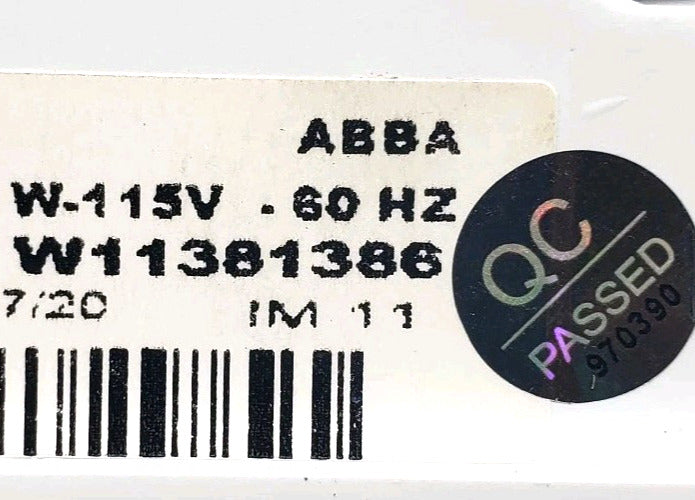 ABBA
W-115V . 60 HZ
W11381386
7/20 IM 11
QC
PASSED
970390